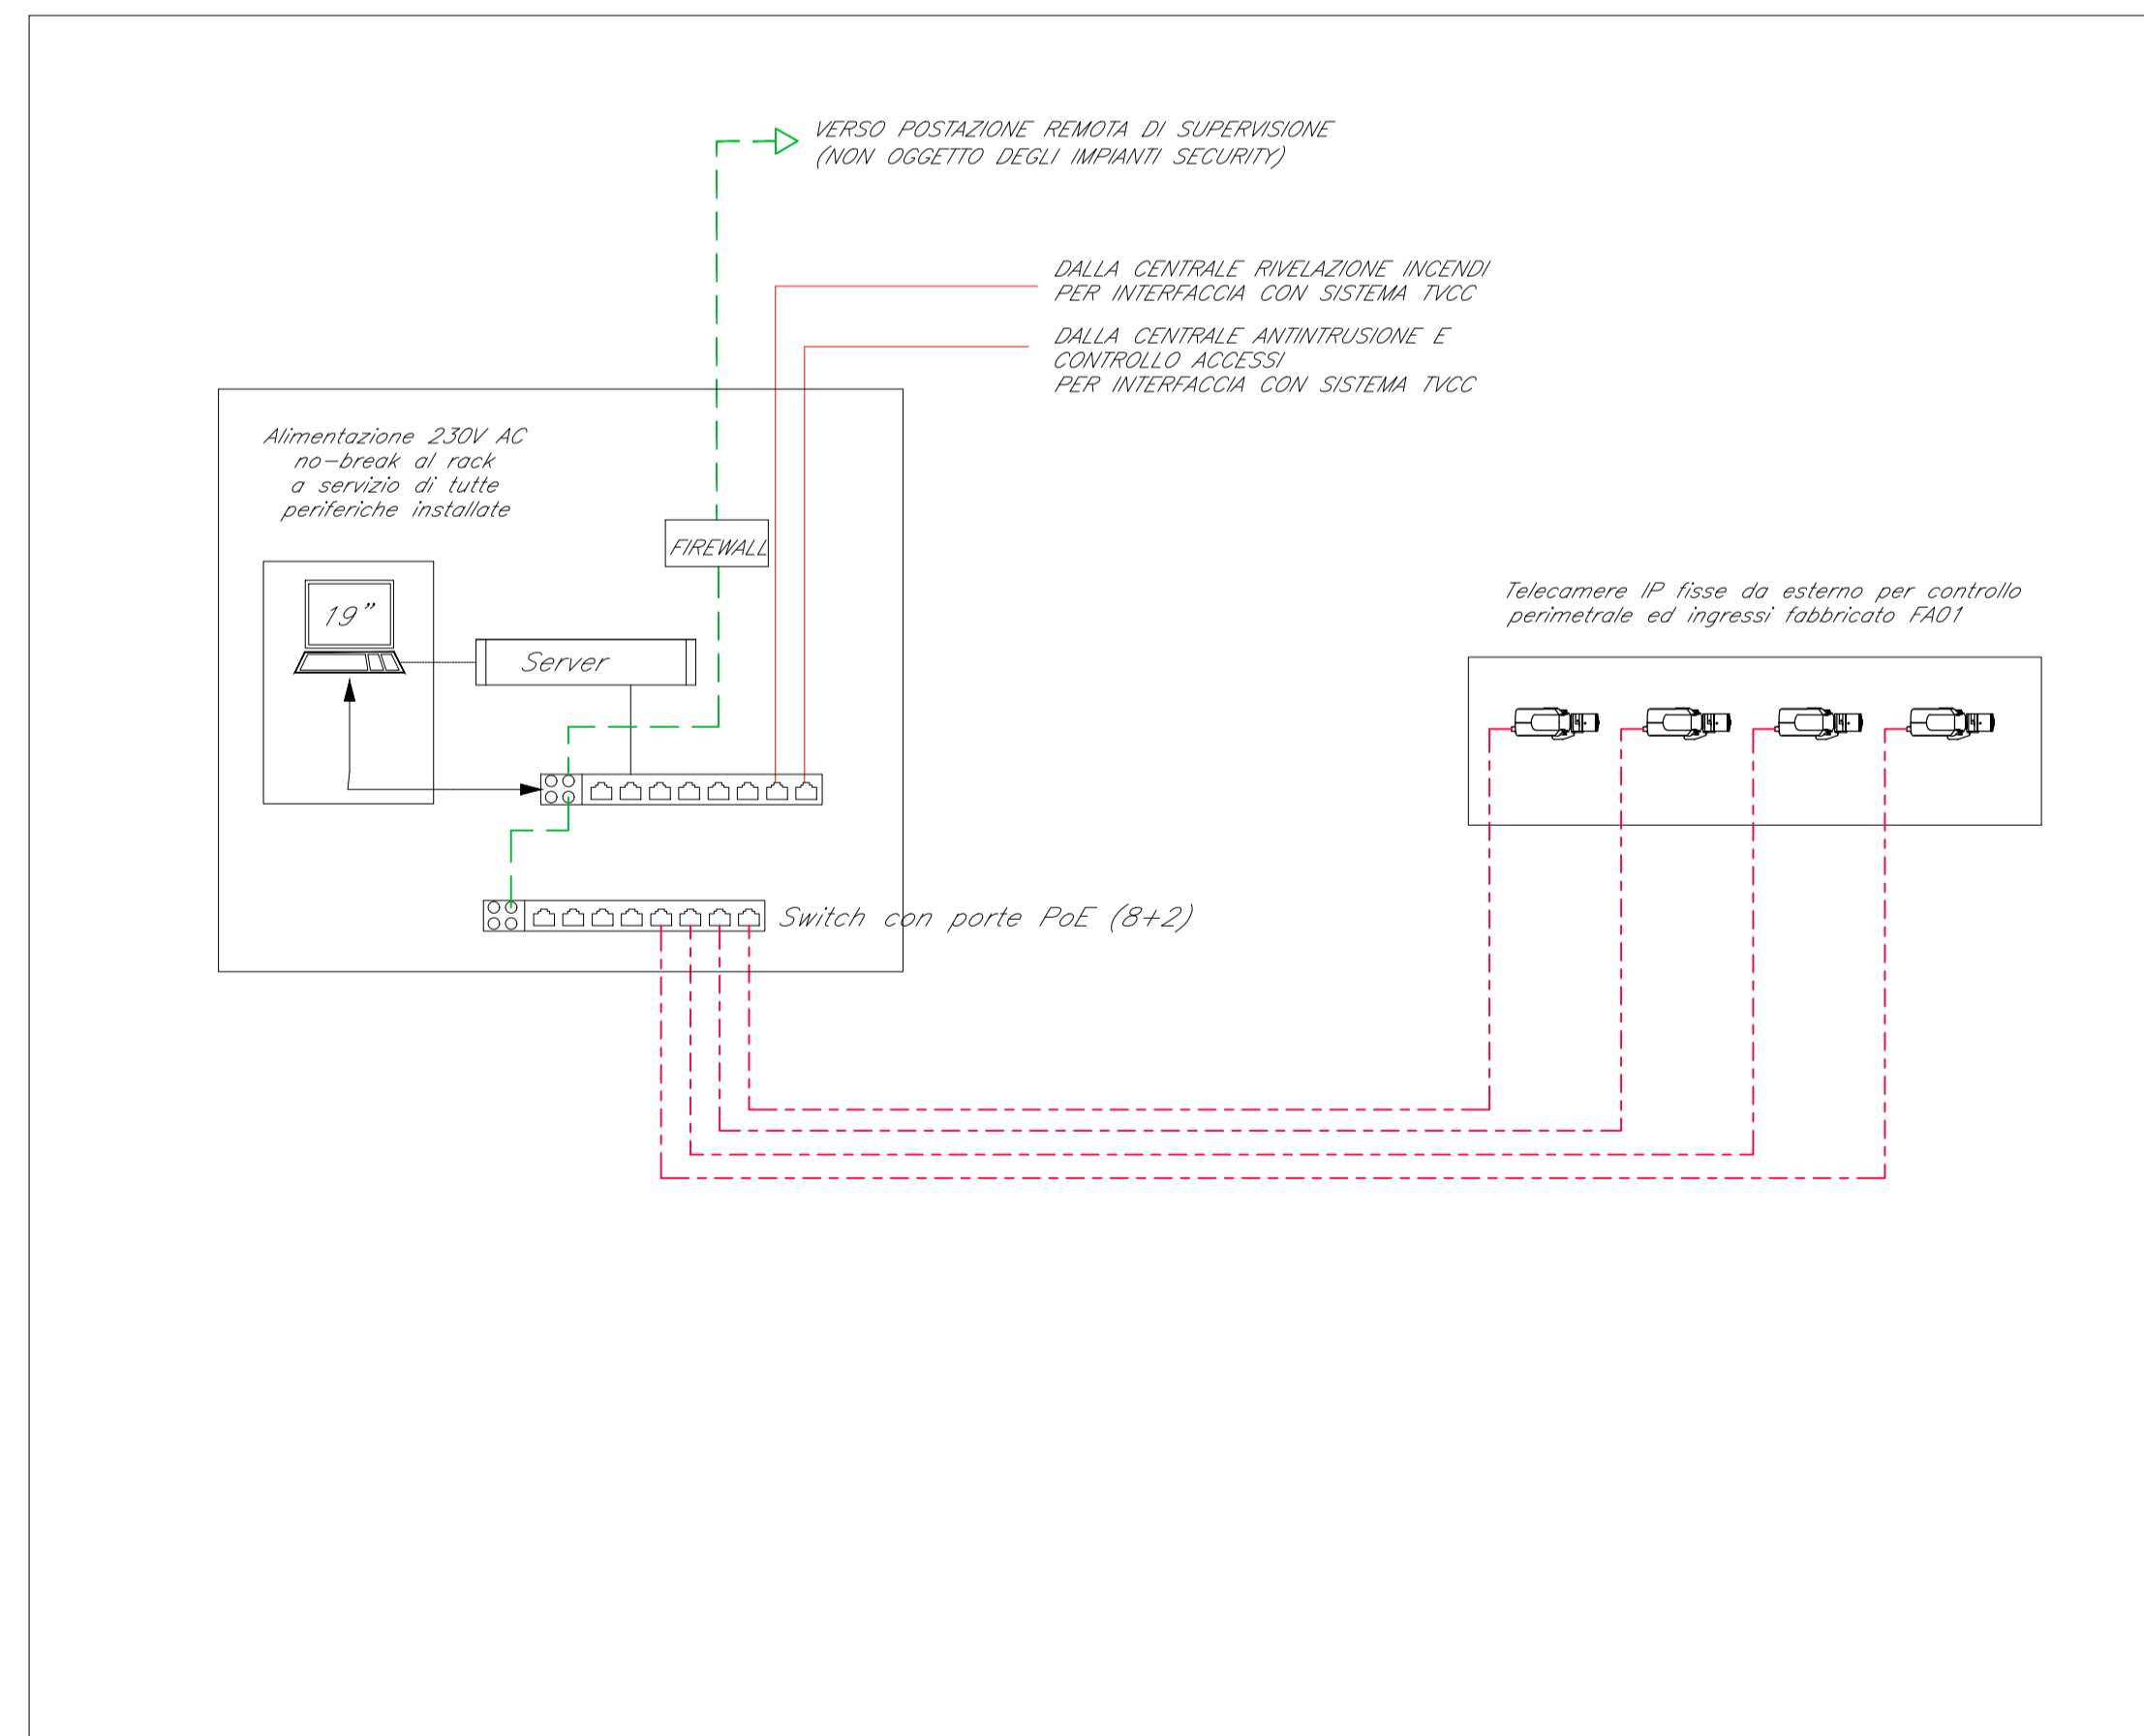 VERSO POSTAZIONE REMOTA DI SUPERVISIONE
(NON OGGETTO DEGLI IMPIANTI SECURITY)
DALLA CENTRALE RIVELAZIONE INCENDI
PER INTERFACCIA CON SISTEMA TVCC
DALLA CENTRALE ANTINTRUSIONE E
CONTROLLO ACCESSI
PER INTERFACCIA CON SISTEMA TVCC
Alimentazione 230V AC
no-break al rack
a servizio di tutte
periferiche installate
FIREWALL
19"
Server
Telecamere IP fisse da esterno per controllo
perimetrale ed ingressi fabbricato FA01
Switch con porte PoE (8+2)